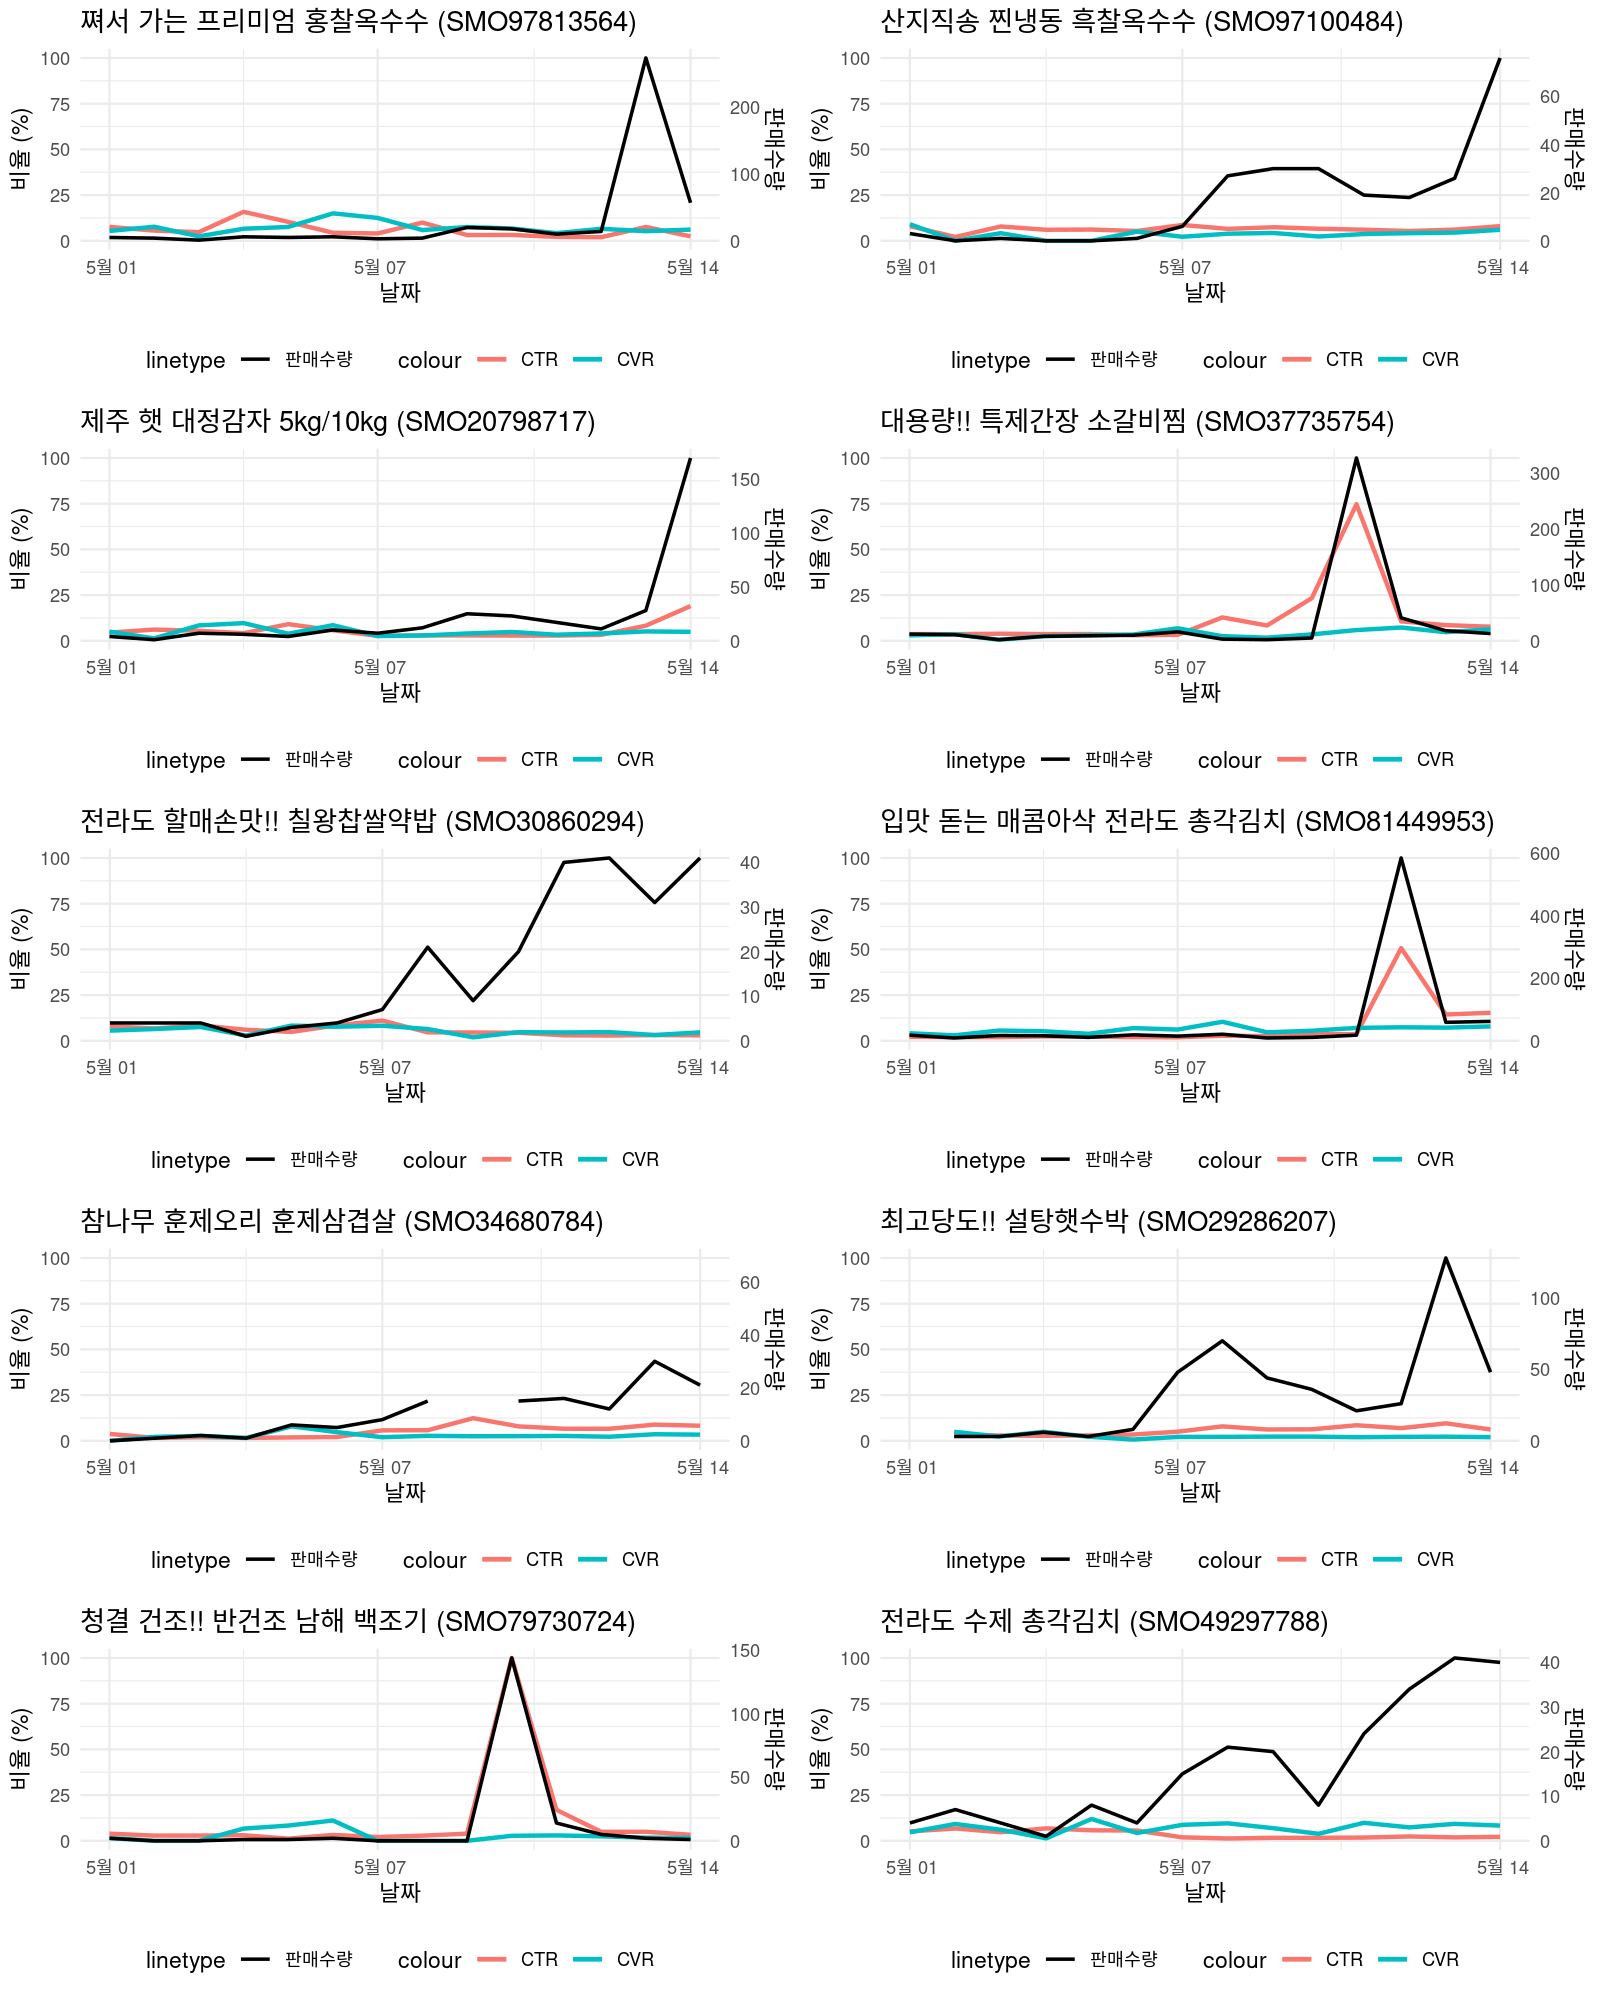 쪄서 가는 프리미엄 홍찰옥수수 (SMO97813564)
비율 (%)
100
75
50
25
0
200
100
0
판매수량
5월 01
5월 07
5월 14
날짜
linetype 판매수량 colour CTR CVR
산지직송 찐냉동 흑찰옥수수 (SMO97100484)
비율 (%)
100
75
50
25
0
60
40
20
0
판매수량
5월 01
5월 07
5월 14
날짜
linetype 판매수량 colour CTR CVR
제주 햇 대정감자 5kg/10kg (SMO20798717)
비율 (%)
100
75
50
25
0
150
100
50
0
판매수량
5월 01
5월 07
5월 14
날짜
linetype 판매수량 colour CTR CVR
대용량!! 특제간장 소갈비찜 (SMO37735754)
비율 (%)
100
75
50
25
0
300
200
100
0
판매수량
5월 01
5월 07
5월 14
날짜
linetype 판매수량 colour CTR CVR
전라도 할매손맛!! 칠왕찹쌀약밥 (SMO30860294)
비율 (%)
100
75
50
25
0
40
30
20
10
0
판매수량
5월 01
5월 07
5월 14
날짜
linetype 판매수량 colour CTR CVR
입맛 돋는 매콤아삭 전라도 총각김치 (SMO81449953)
비율 (%)
100
75
50
25
0
600
400
200
0
판매수량
5월 01
5월 07
5월 14
날짜
linetype 판매수량 colour CTR CVR
참나무 훈제오리 훈제삼겹살 (SMO34680784)
비율 (%)
100
75
50
25
0
60
40
20
0
판매수량
5월 01
5월 07
5월 14
날짜
linetype 판매수량 colour CTR CVR
최고당도!! 설탕햇수박 (SMO29286207)
비율 (%)
100
75
50
25
0
100
50
0
판매수량
5월 01
5월 07
5월 14
날짜
linetype 판매수량 colour CTR CVR
청결 건조!! 반건조 남해 백조기 (SMO79730724)
비율 (%)
100
75
50
25
0
150
100
50
0
판매수량
5월 01
5월 07
5월 14
날짜
linetype 판매수량 colour CTR CVR
전라도 수제 총각김치 (SMO49297788)
비율 (%)
100
75
50
25
0
40
30
20
10
0
판매수량
5월 01
5월 07
5월 14
날짜
linetype 판매수량 colour CTR CVR